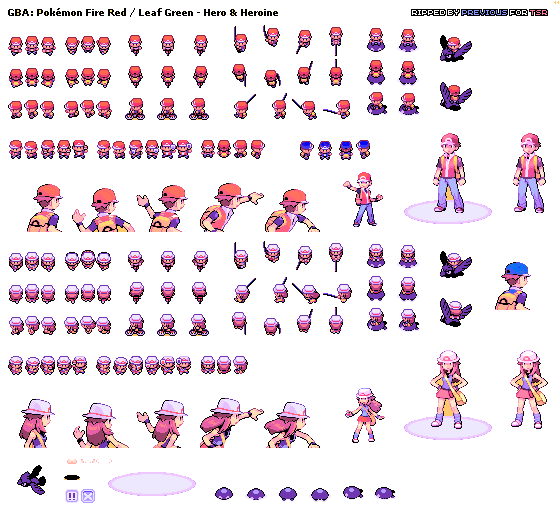 GBA: Pokémon Fire Red / Leaf Green - Hero & Heroine
RIPPED BY PREVIOUS FOR TSR